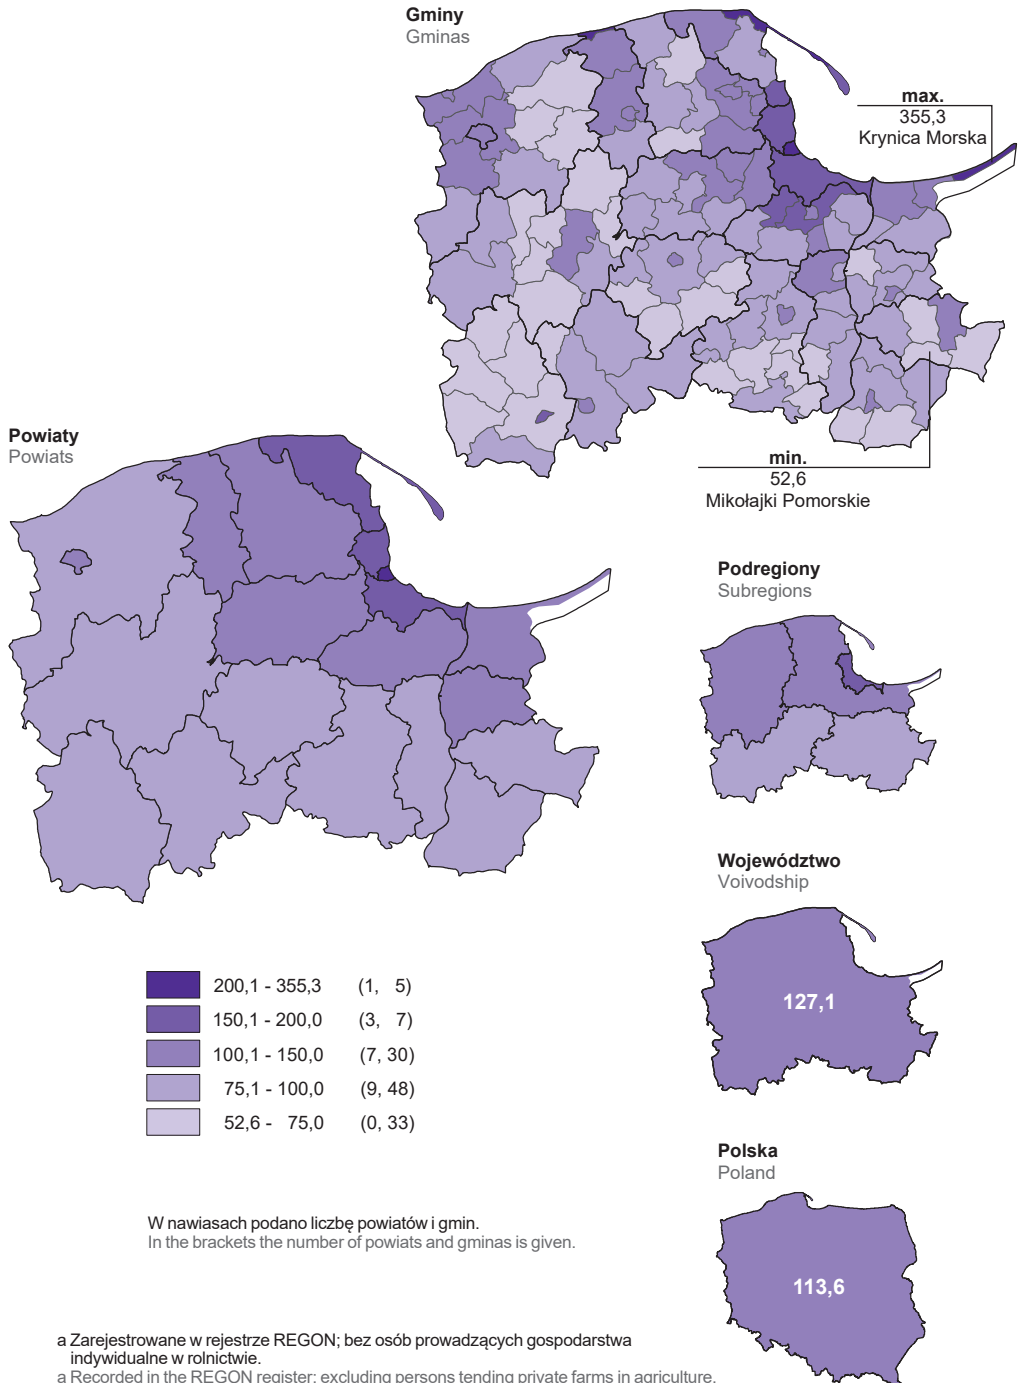 Gminy
Gminas
max.
355,3
Krynica Morska
min.
52,6
Mikołajki Pomorskie
Powiaty
Powiats
Podregiony
Subregions
Województwo
Voivodship
127,1
200,1 - 355,3 (1, 5)
150,1 - 200,0 (3, 7)
100,1 - 150,0 (7, 30)
75,1 - 100,0 (9, 48)
52,6 - 75,0 (0, 33)
Polska
Poland
113,6
W nawiasach podano liczbę powiatów i gmin.
In the brackets the number of powiats and gminas is given.
a Zarejestrowane w rejestrze REGON; bez osób prowadzących gospodarstwa
indywidualne w rolnictwie.
a Recorded in the REGON register; excluding persons tending private farms in agriculture.